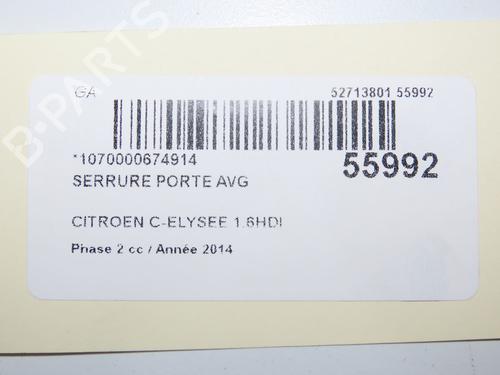 GA
52713801 55992
*1070000674914
55992
SERRURE PORTE AVG
CITROEN C-ELYSEE 1.6HDI
Phase 2 cc / Année 2014
B-PARTS